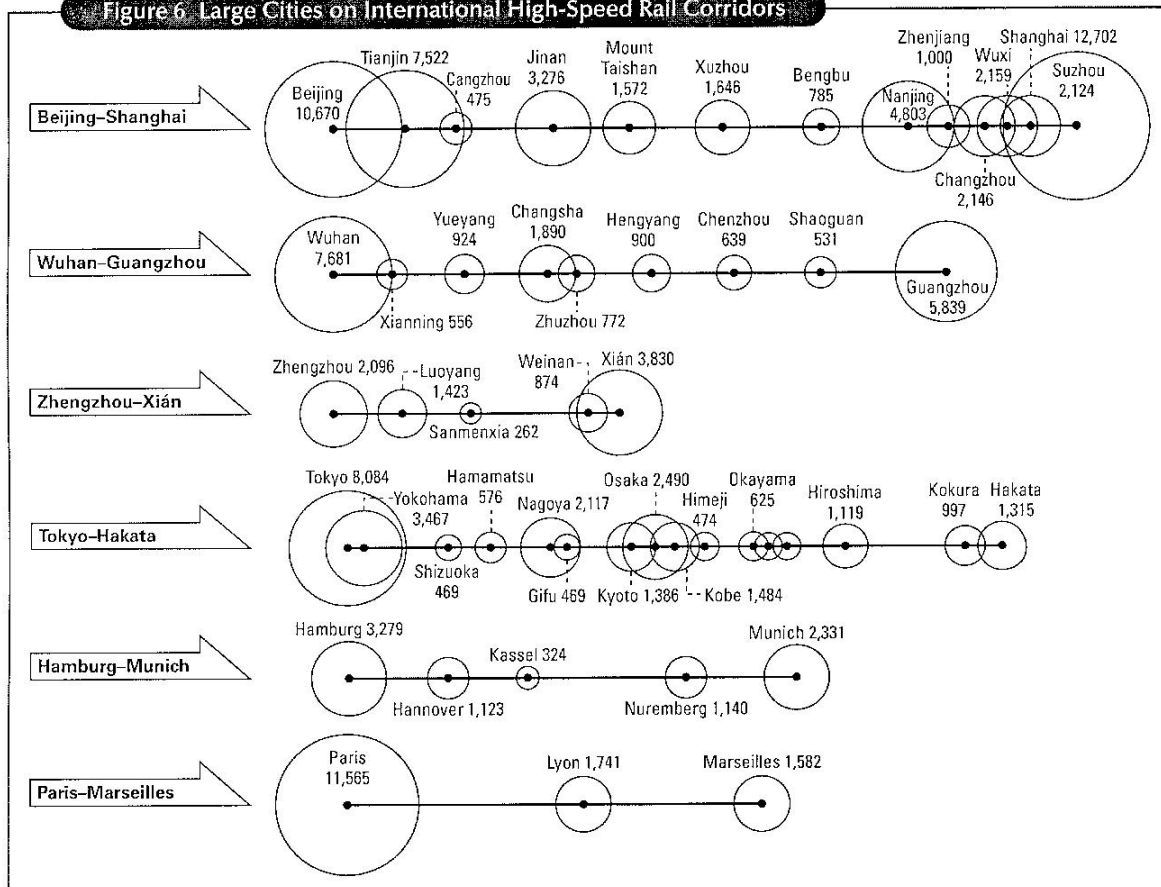 Figure 6. Large Cities on International High-Speed Rail Corridors
Beijing–Shanghai
Beijing
10,670
Tianjin 7,522
Cangzhou
475
Jinan
3,276
Mount
Taishan
1,572
Xuzhou
1,646
Bengbu
785
Nanjing
4,803
Zhenjiang
1,000
Changzhou
2,146
Wuxi
2,159
Shanghai 12,702
Suzhou
2,124
Wuhan–Guangzhou
Wuhan
7,681
Xianning 556
Yueyang
924
Changsha
1,890
Zhuzhou 772
Hengyang
900
Chenzhou
639
Shaoguan
531
Guangzhou
5,839
Zhengzhou–Xián
Zhengzhou 2,096
Luoyang
1,423
Sanmenxia 262
Weinan
874
Xián 3,830
Tokyo–Hakata
Tokyo 8,084
Yokohama
3,467
Shizuoka
469
Hamamatsu
576
Nagoya 2,117
Gifu 469
Kyoto 1,386
Osaka 2,490
Kobe 1,484
Himeji
474
Okayama
625
Hiroshima
1,119
Kokura
997
Hakata
1,315
Hamburg–Munich
Hamburg 3,279
Hannover 1,123
Kassel 324
Nuremberg 1,140
Munich 2,331
Paris–Marseilles
Paris
11,565
Lyon 1,741
Marseilles 1,582